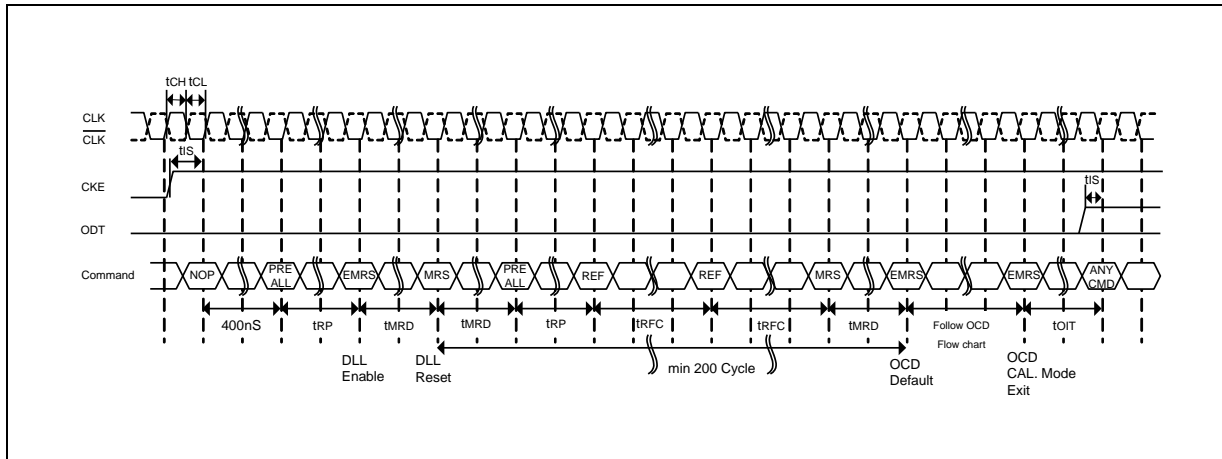 tCH tCL
CLK
CLK
tIS
CKE
tIS
ODT
Command
NOP
PRE
ALL
EMRS
MRS
PRE
ALL
REF
REF
MRS
EMRS
EMRS
ANY
CMD
400nS
tRP
tMRD
tMRD
tRP
tRFC
tRFC
tMRD
Follow OCD
Flow chart
tOIT
DLL
Enable
DLL
Reset
min 200 Cycle
OCD
Default
OCD
CAL. Mode
Exit